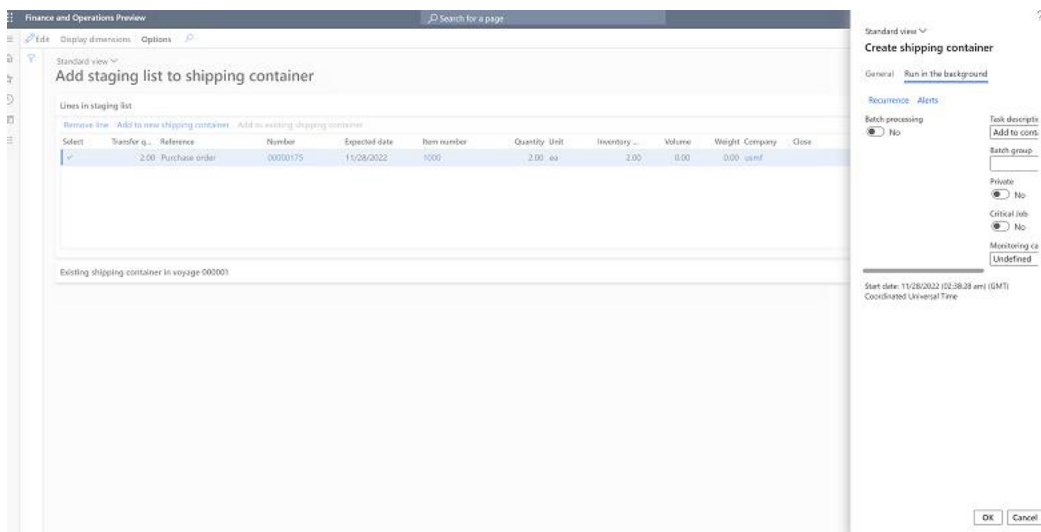 Finance and Operations Preview
Search for a page
?
Edit Display dimensions Options
Standard view
Add staging list to shipping container
Lines in staging list
Remove line Add to new shipping container Add to existing shipping container
Select Transfer q... Reference Number Expected date Item number Quantity Unit Inventory ... Volume Weight Company Close
2.00 Purchase order 00000175 11/28/2022 1000 2.00 ea 2.00 0.00 0.00 usmf
Existing shipping container in voyage 000001
Standard view
Create shipping container
General Run in the background
Recurrence Alerts
Batch processing
No
Task descriptio
Add to cont
Batch group
Private
No
Critical Job
No
Monitoring ca
Undefined
Start date: 11/28/2022 (02:38:28 am) (GMT)
Coordinated Universal Time
OK Cancel